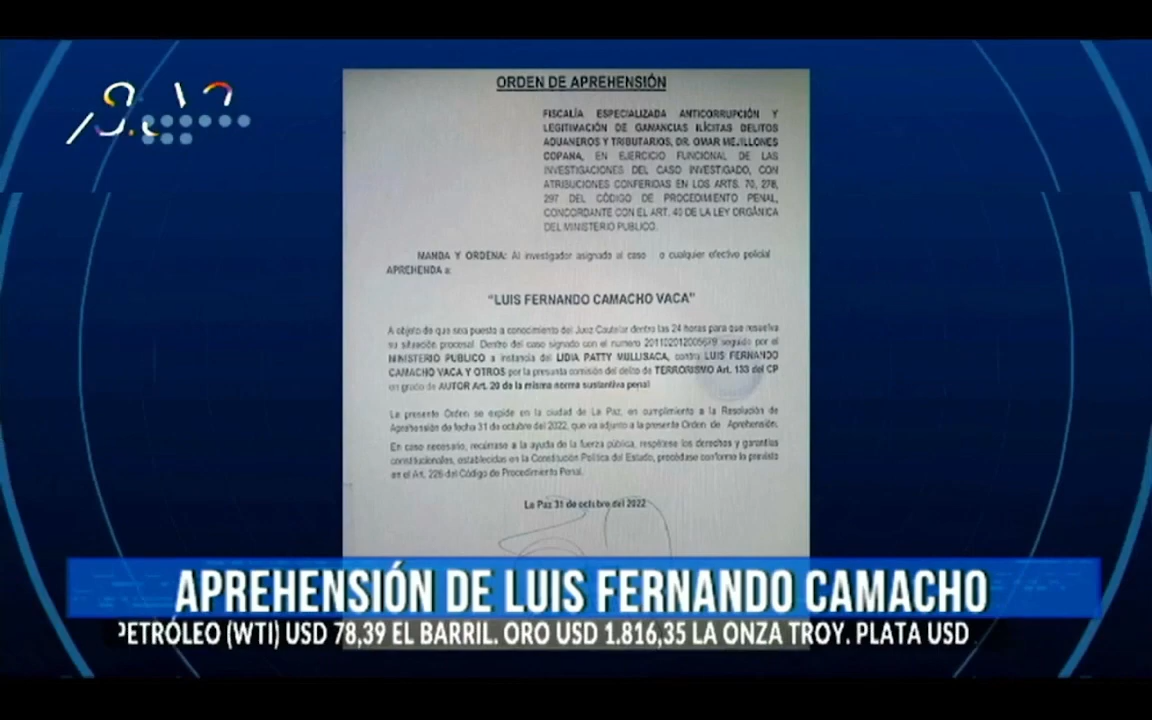 ORDEN DE APREHENSIÓN
FISCALÍA ESPECIALIZADA ANTICORRUPCIÓN Y
LEGITIMACIÓN DE GANANCIAS ILÍCITAS DELITOS
ADUANEROS Y TRIBUTARIOS, DR. OMAR MEJILLONES
COPANA, EN EJERCICIO FUNCIONAL DE LAS
INVESTIGACIONES DEL CASO INVESTIGADO, CON
ATRIBUCIONES CONFERIDAS EN LOS ARTS. 70, 278,
297 DEL CÓDIGO DE PROCEDIMIENTO PENAL,
CONCORDANTE CON EL ART. 40 DE LA LEY ORGÁNICA
DEL MINISTERIO PUBLICO.
MANDA Y ORDENA: Al investigador asignado al caso o cualquier efectivo policial
APREHENDA a:
"LUIS FERNANDO CAMACHO VACA"
A objeto de que sea puesta a conocimiento del Juez Cautelar dentro las 24 horas para que resuelva
su situación procesal. Dentro del caso signado con el numero 201102012005679 seguido por el
MINISTERIO PUBLICO a instancia del LIDIA PATTY MULLISACA, contra LUIS FERNANDO
CAMACHO VACA Y OTROS por la presunta comisión del delito de TERRORISMO Art. 133 del CP
en grado de AUTOR Art. 20 de la misma norma sustantiva penal
La presente Orden se expide en la ciudad de La Paz, en cumplimiento a la Resolución de
Aprehensión de fecha 31 de octubre del 2022, que va adjunto a la presente Orden de Aprehensión.
En caso necesario, recúrrase a la ayuda de la fuerza pública, respétese los derechos y garantías
constitucionales, establecidas en la Constitución Política del Estado, procédase conforme lo previsto
en el Art. 226 del Código de Procedimiento Penal.
La Paz 31 de octubre del 2022
APREHENSIÓN DE LUIS FERNANDO CAMACHO
PETRÓLEO (WTI) USD 78,39 EL BARRIL. ORO USD 1.816,35 LA ONZA TROY. PLATA USD